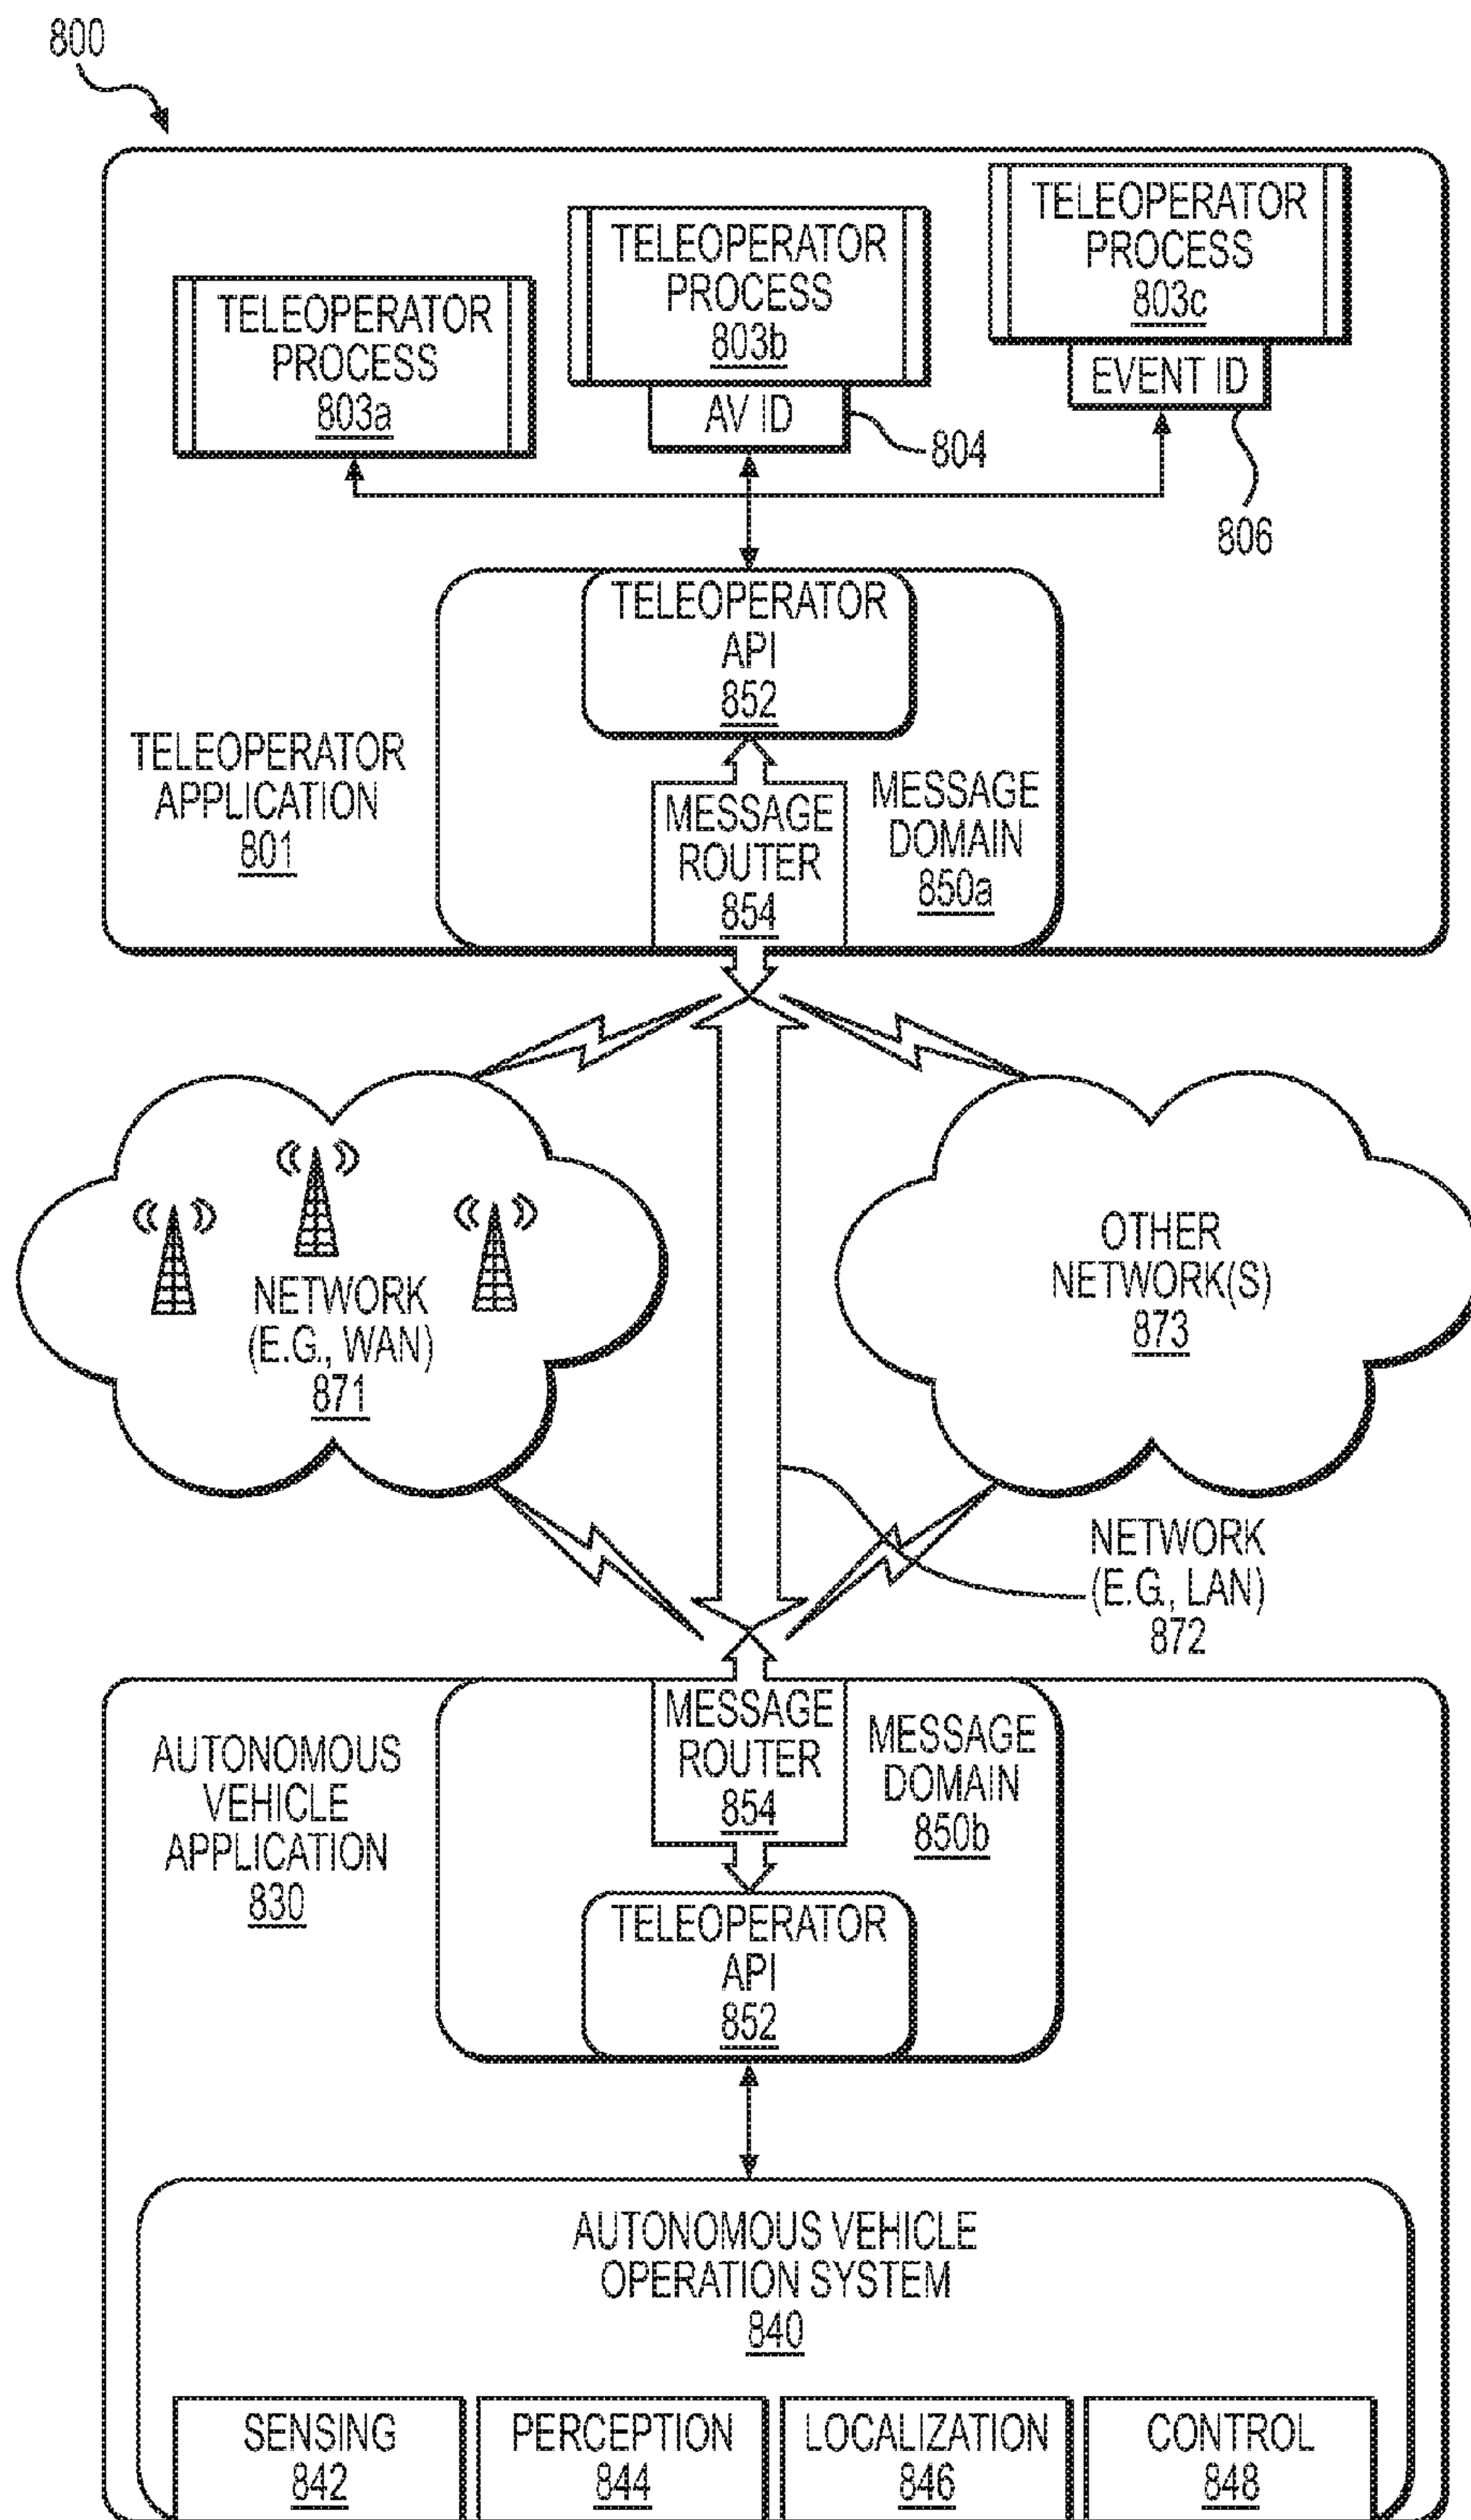 800
TELEOPERATOR
PROCESS
803a
TELEOPERATOR
PROCESS
803b
AV ID
804
TELEOPERATOR
PROCESS
803c
EVENT ID
806
TELEOPERATOR
API
852
TELEOPERATOR
APPLICATION
801
MESSAGE
ROUTER
854
MESSAGE
DOMAIN
850a
NETWORK
(E.G., WAN)
871
OTHER
NETWORK(S)
873
NETWORK
(E.G., LAN)
872
AUTONOMOUS
VEHICLE
APPLICATION
830
MESSAGE
ROUTER
854
MESSAGE
DOMAIN
850b
TELEOPERATOR
API
852
AUTONOMOUS VEHICLE
OPERATION SYSTEM
840
SENSING
842
PERCEPTION
844
LOCALIZATION
846
CONTROL
848